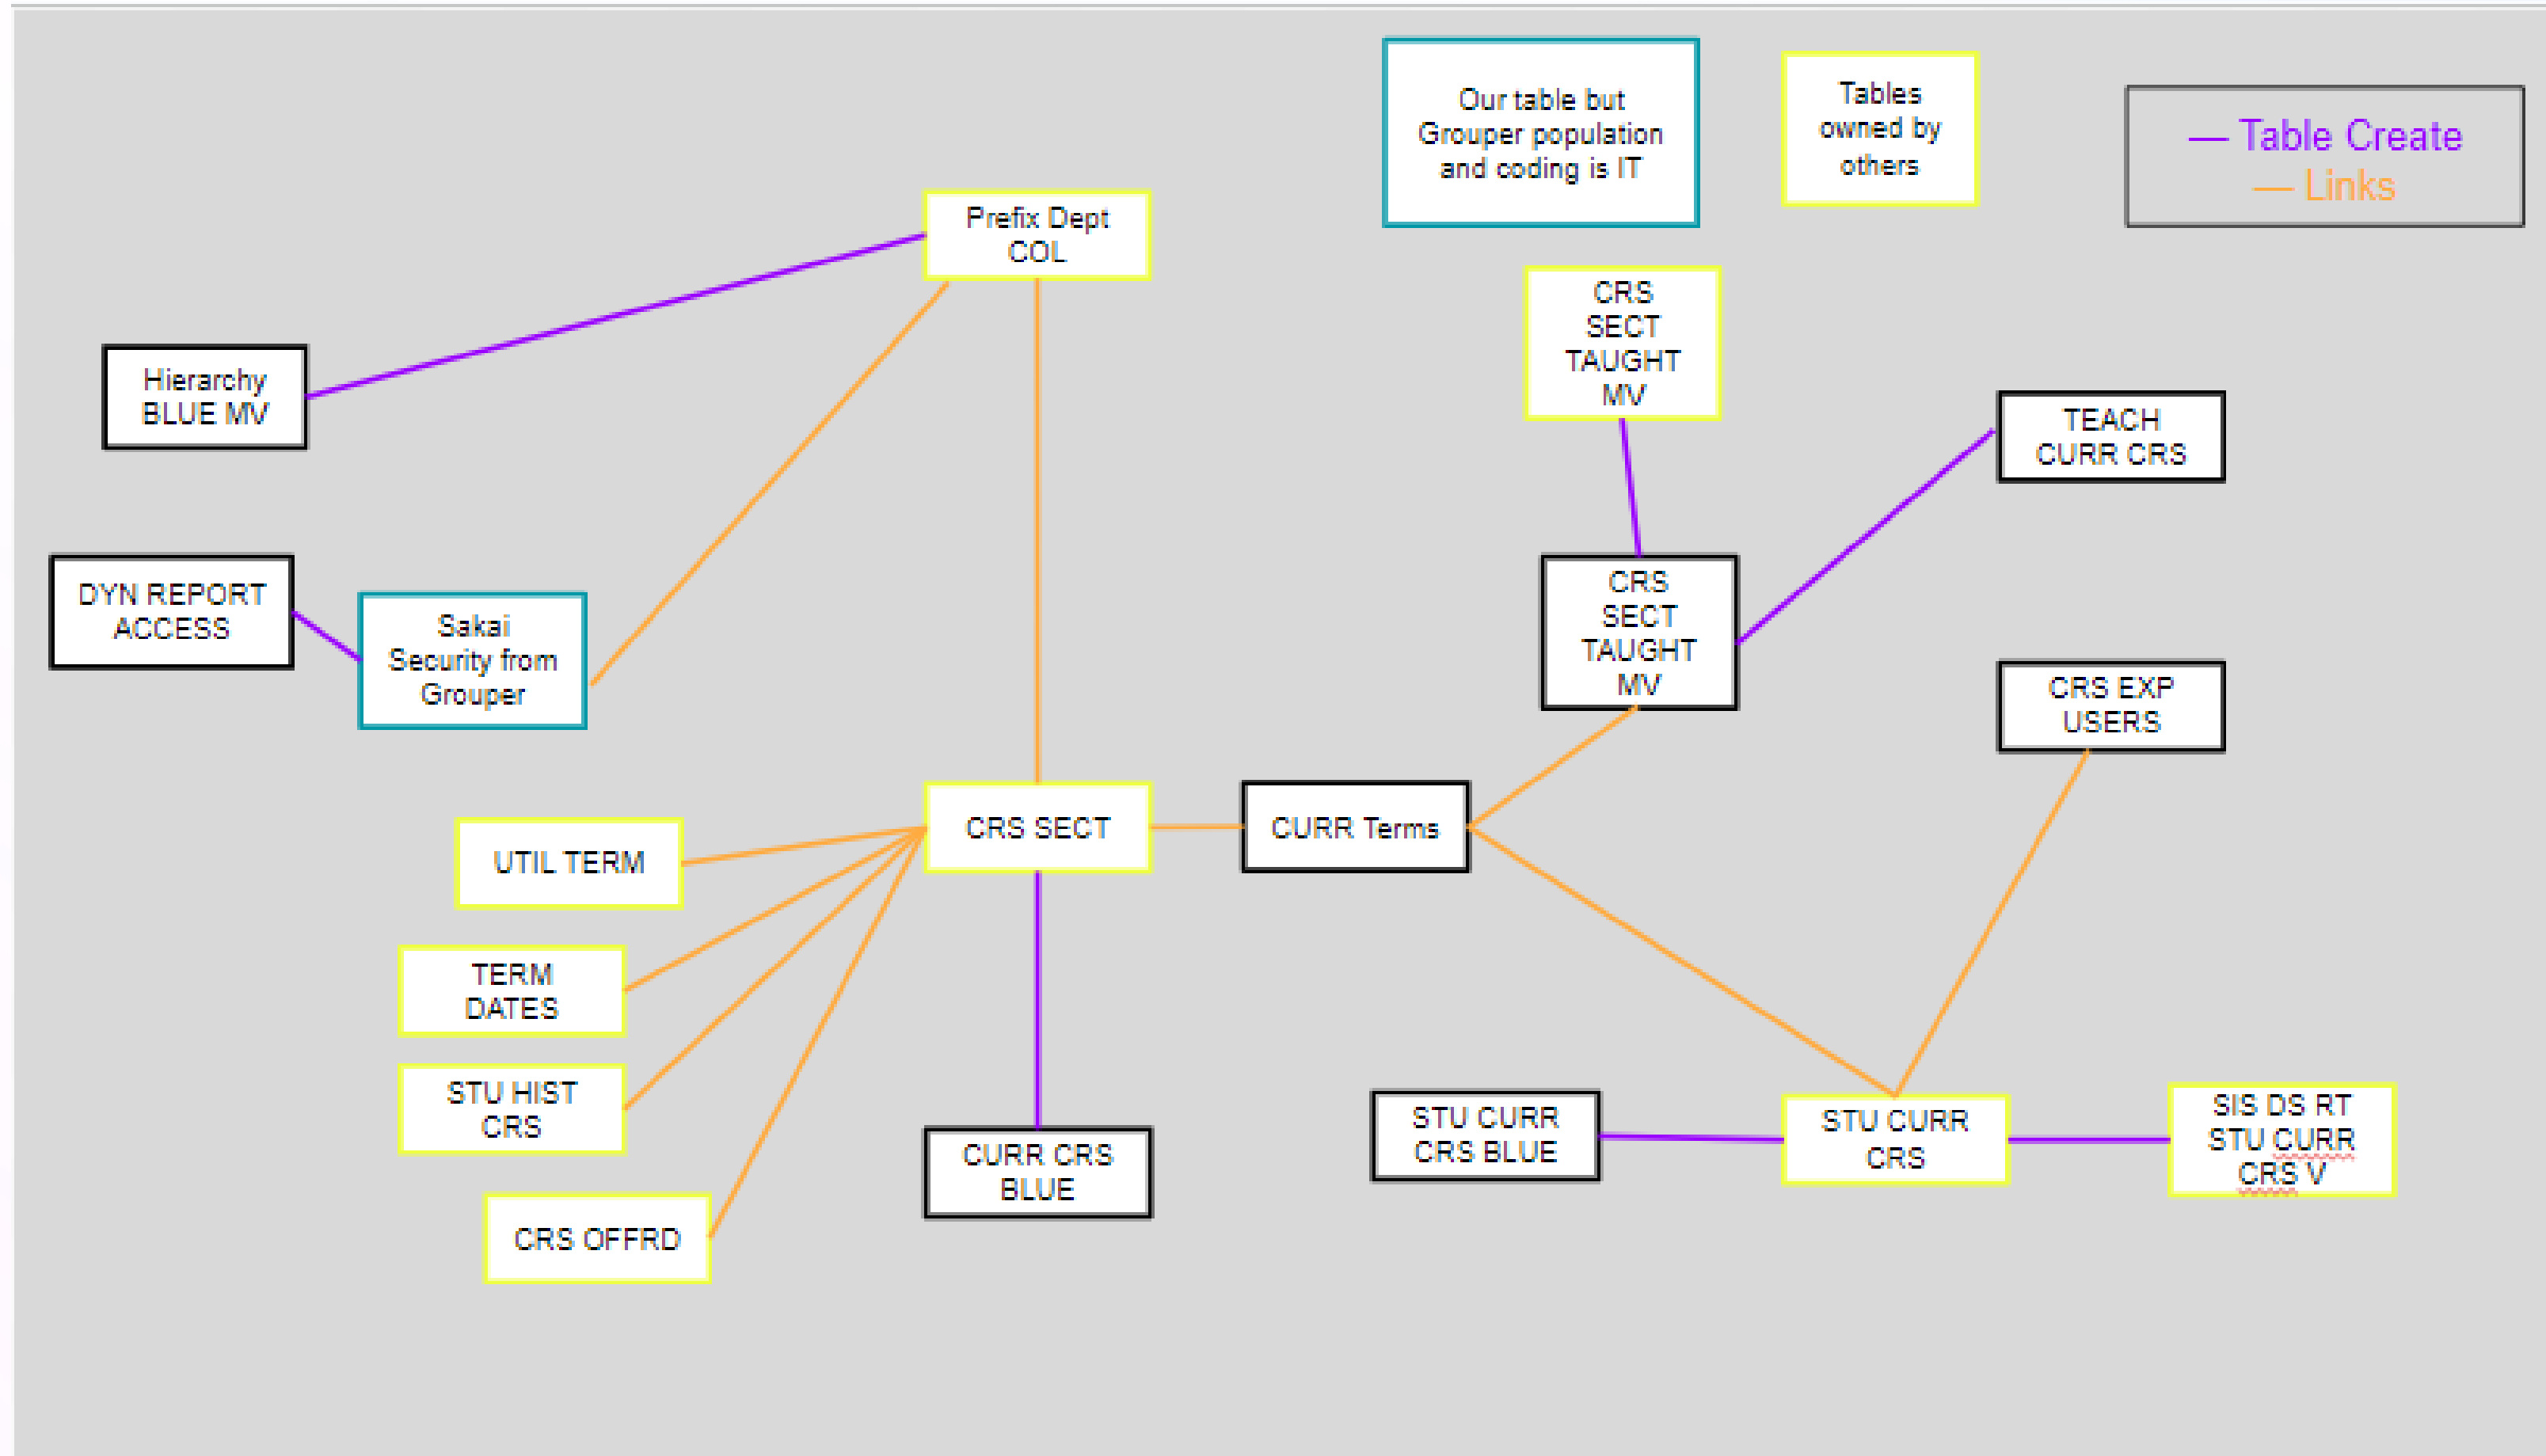 Our table but
Grouper population
and coding is IT
Tables
owned by
others
— Table Create
— Links
Prefix Dept
COL
CRS
SECT
TAUGHT
MV
Hierarchy
BLUE MV
TEACH
CURR CRS
DYN REPORT
ACCESS
Sakai
Security from
Grouper
CRS
SECT
TAUGHT
MV
CRS EXP
USERS
UTIL TERM
CRS SECT
CURR Terms
TERM
DATES
STU HIST
CRS
CRS OFFRD
CURR CRS
BLUE
STU CURR
CRS BLUE
STU CURR
CRS
SIS DS RT
STU CURR
CRS V